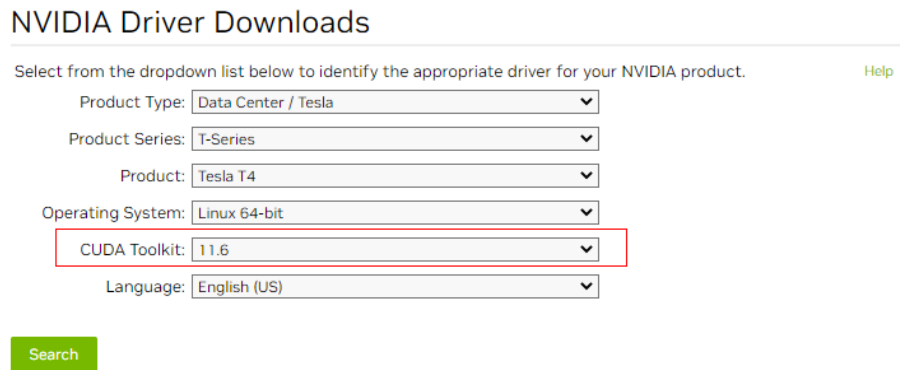 NVIDIA Driver Downloads
Select from the dropdown list below to identify the appropriate driver for your NVIDIA product. Help
Product Type: Data Center / Tesla
Product Series: T-Series
Product: Tesla T4
Operating System: Linux 64-bit
CUDA Toolkit: 11.6
Language: English (US)
Search